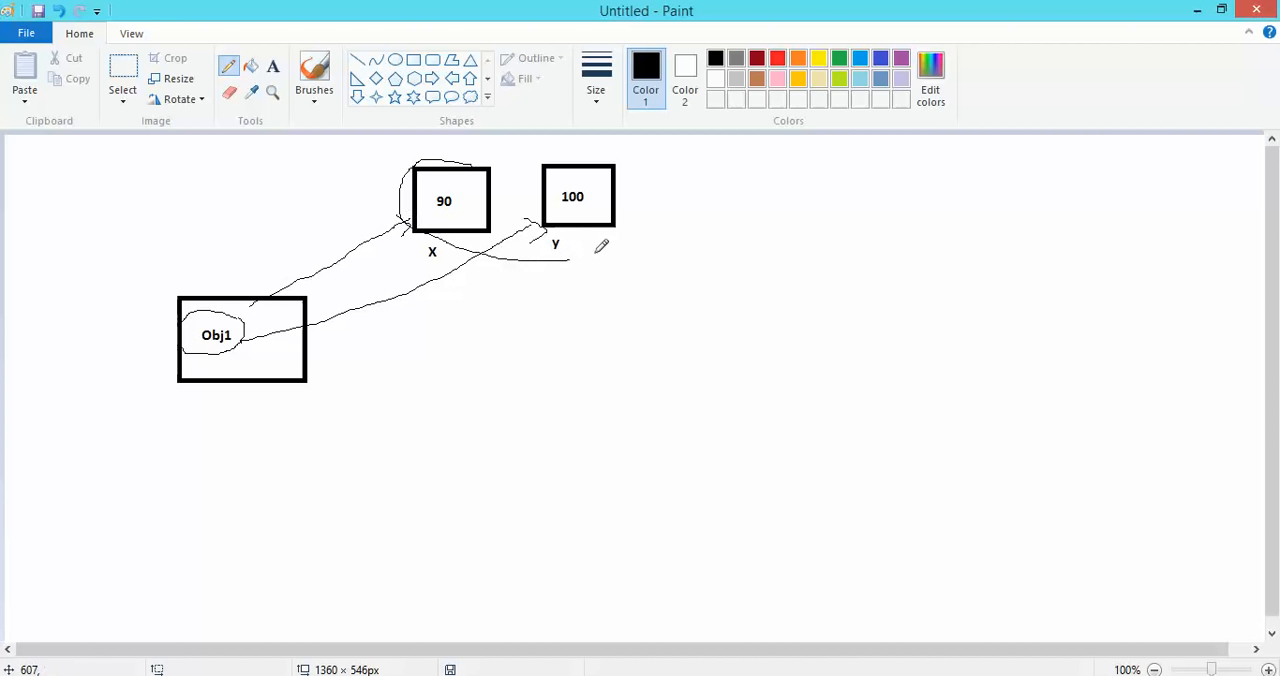 Untitled - Paint
File Home View
Cut
Copy
Paste
Clipboard
Crop
Resize
Rotate
Select
Image
Tools
Brushes
Outline
Fill
Shapes
Size
Color 1
Color 2
Edit colors
Colors
90
100
X
y
Obj1
607,
1360 × 546px
100%